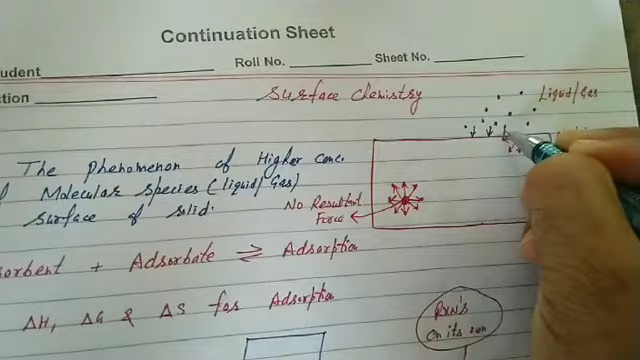 Continuation Sheet
udent Roll No. Sheet No.
ction
Surface Chemistry
Liquid/Gas
The Phenomenon of Higher conc.
f Molecular species (liquid/Gas)
surface of solid.
No Resultant
Force
sorbent + Adsorbate ⇌ Adsorption
ΔH, ΔG & ΔS for Adsorption
Rxn's
On its own